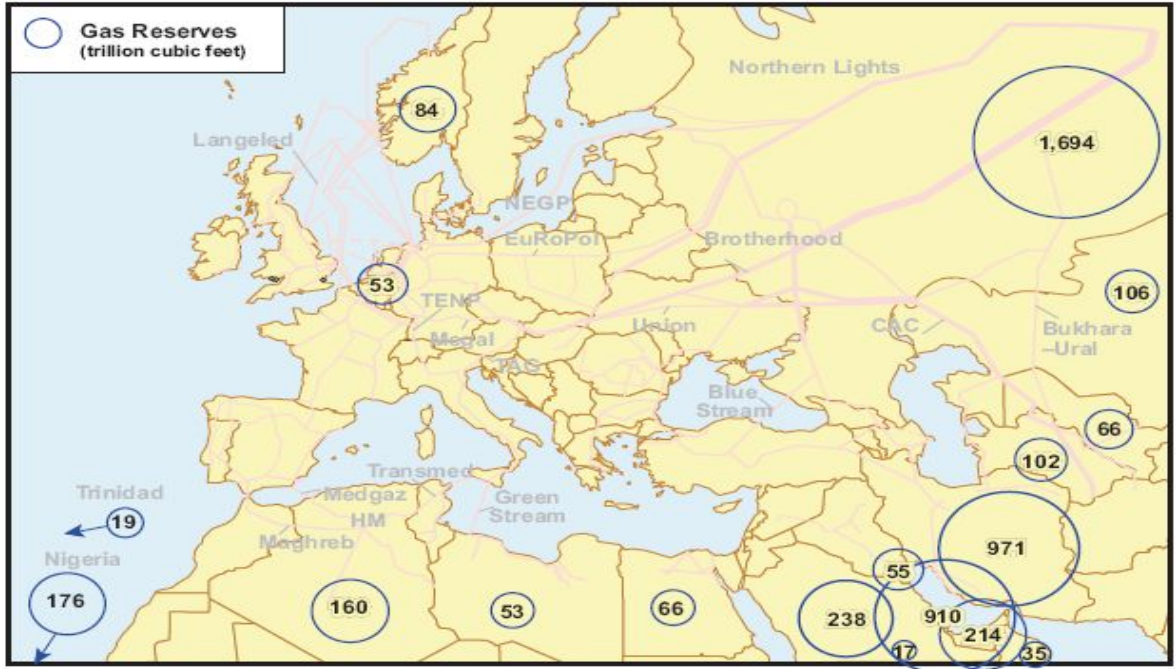 Gas Reserves
(trillion cubic feet)
Northern Lights
84
1,694
Langeled
NEGP
EuRoPol
Brotherhood
53
TENP
106
Union
CAC
Bukhara
–Ural
Megal
TAG
Blue
Stream
66
102
Transmed
Trinidad
Medgaz
Green
Stream
19
HM
Maghreb
971
Nigeria
55
176
160
53
66
238
910
214
17
35